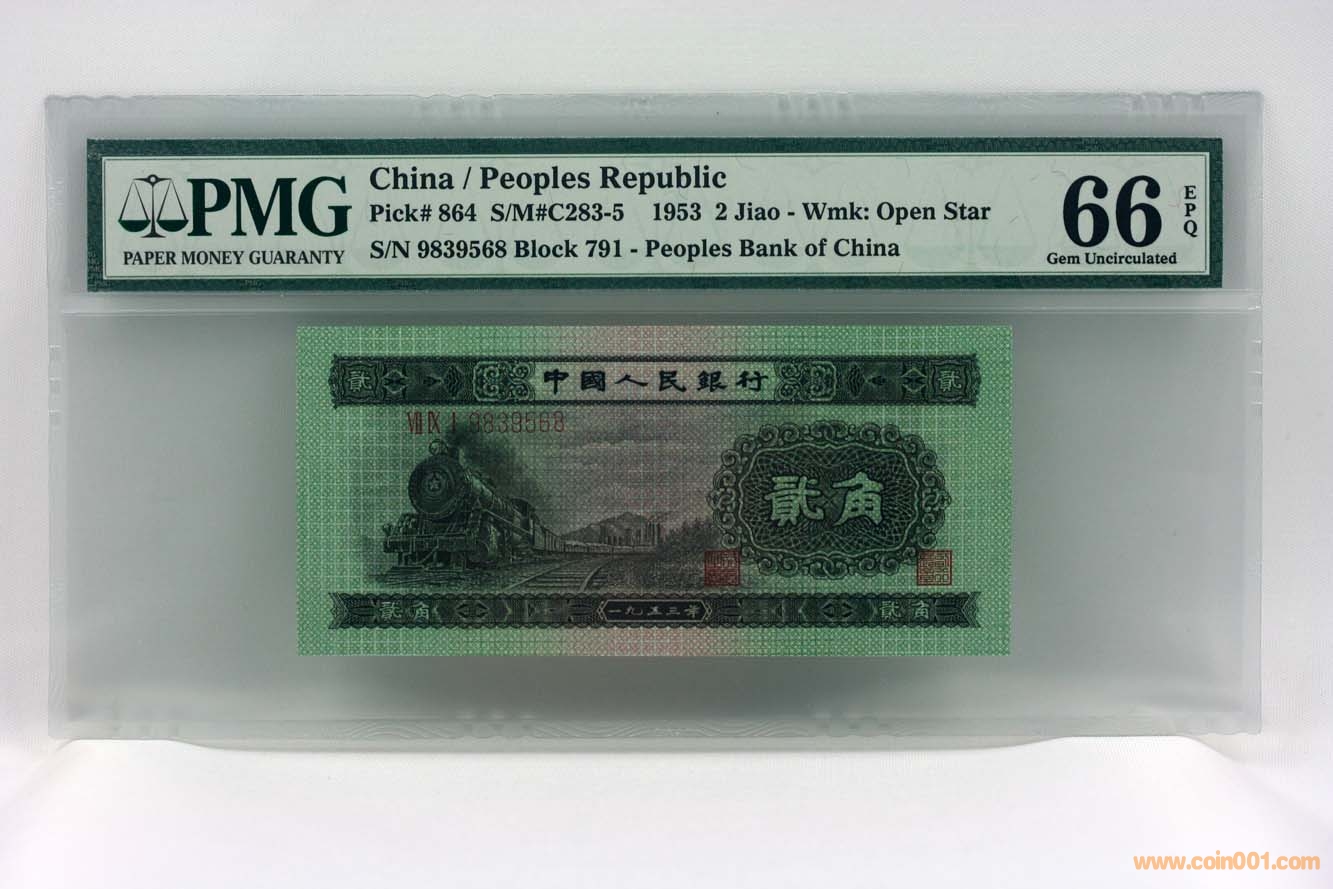 PMG
PAPER MONEY GUARANTY
China / Peoples Republic
Pick# 864 S/M#C283-5 1953 2 Jiao - Wmk: Open Star
S/N 9839568 Block 791 - Peoples Bank of China
66
EPQ
Gem Uncirculated
貳
中國人民銀行
貳
VII IX I 9839568
貳角
貳角
一九五三年
貳角
www.coin001.com